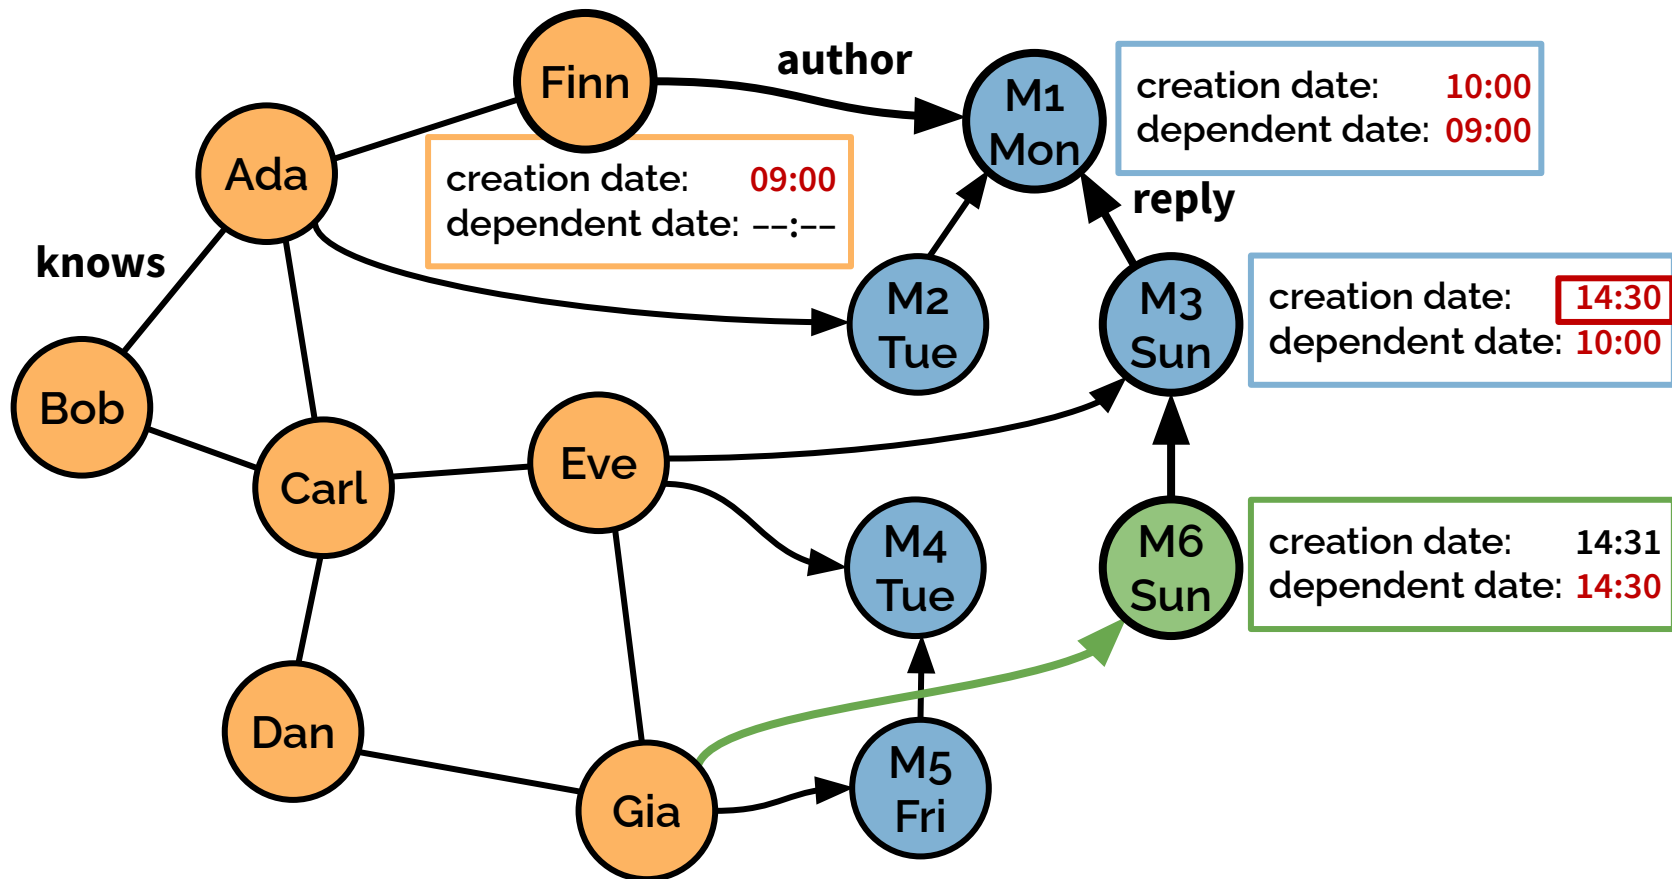 Finn
author
M1
Mon
creation date: 10:00
dependent date: 09:00
Ada
creation date: 09:00
dependent date: --:--
reply
knows
M2
Tue
M3
Sun
creation date: 14:30
dependent date: 10:00
Bob
Carl
Eve
M4
Tue
M6
Sun
creation date: 14:31
dependent date: 14:30
Dan
Gia
M5
Fri